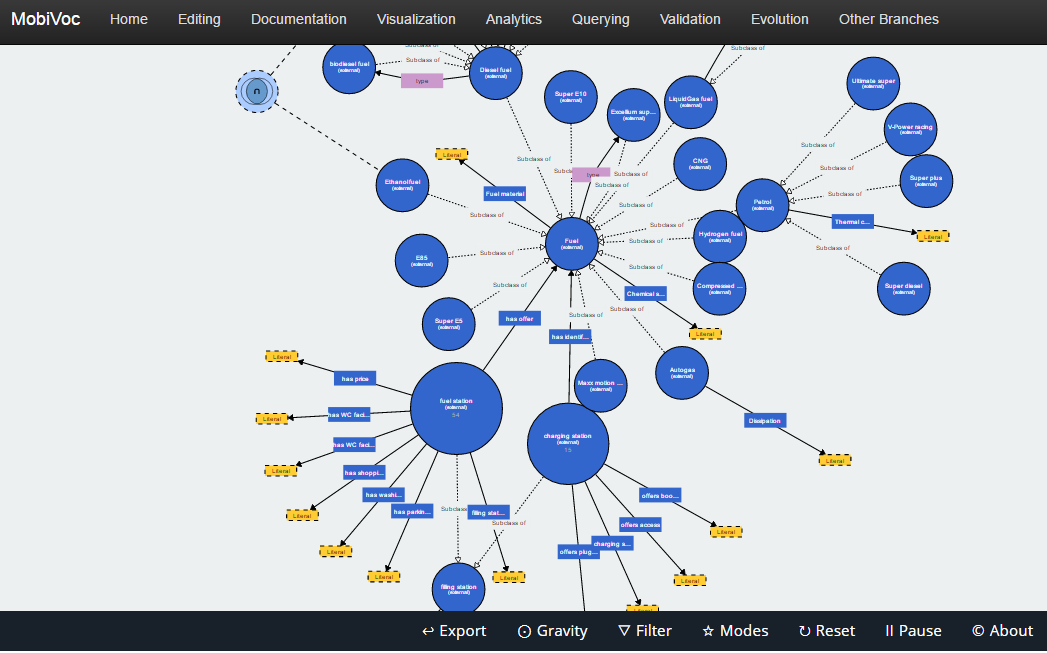 MobiVoc Home Editing Documentation Visualization Analytics Querying Validation Evolution Other Branches
Subclass of
biodiesel fuel
(external)
Subclass of
type
Diesel fuel
(external)
n
Super E10
(external)
Excellium sup...
(external)
LiquidGas fuel
(external)
Ultimate super
(external)
V-Power racing
(external)
Subclass of
Literal
Subclass of
CNG
(external)
Subclass of
type
Subclass of
Subclass of
Super plus
(external)
Ethanol fuel
(external)
Fuel material
Subclass of
Subclass of
Petrol
(external)
Subclass of
Subclass of
Thermal c...
Literal
Fuel
(external)
Subclass of
Subclass of
Hydrogen fuel
(external)
Subclass of
E85
(external)
Subclass of
Subclass of
Compressed ...
(external)
Super diesel
(external)
Subclass of
Chemical s...
Subclass of
Subclass of
Super E5
(external)
has offer
has identif...
Literal
Literal
has price
Maxx motion ...
(external)
Autogas
(external)
fuel station
(external)
54
Literal
has WC faci...
Dissipation
charging station
(external)
15
has WC faci...
Literal
Literal
has shoppi...
has washi...
offers boo...
Literal
has parkin...
Subclass
filling stat...
Subclass of
offers access
Literal
Literal
offers plug...
charging s...
Literal
Literal
Literal
filling station
(external)
Literal
↩ Export ⊙ Gravity ▽ Filter ☆ Modes ↻ Reset II Pause © About